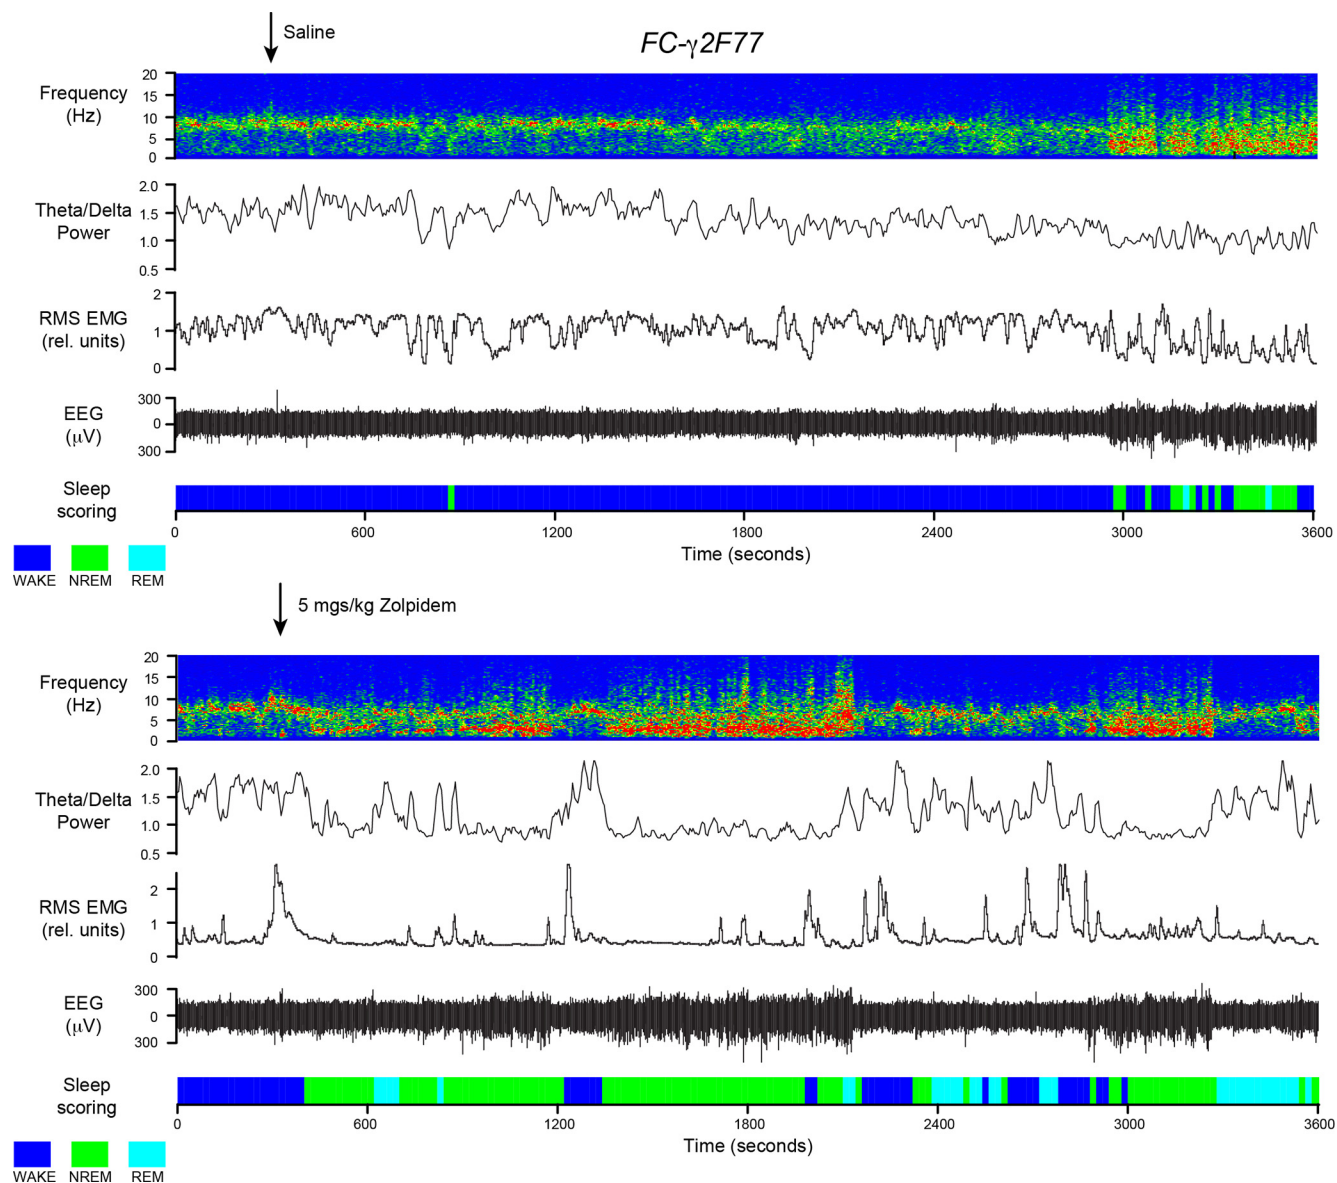 Saline
FC-γ2F77
Frequency
(Hz)
20
15
10
5
0
Theta/Delta
Power
2.0
1.5
1.0
0.5
RMS EMG
(rel. units)
2
1
0
EEG
(μV)
300
0
300
Sleep
scoring
0 600 1200 1800 2400 3000 3600
Time (seconds)
WAKE NREM REM
5 mgs/kg Zolpidem
Frequency
(Hz)
20
15
10
5
0
Theta/Delta
Power
2.0
1.5
1.0
0.5
RMS EMG
(rel. units)
2
1
0
EEG
(μV)
300
0
300
Sleep
scoring
0 600 1200 1800 2400 3000 3600
Time (seconds)
WAKE NREM REM